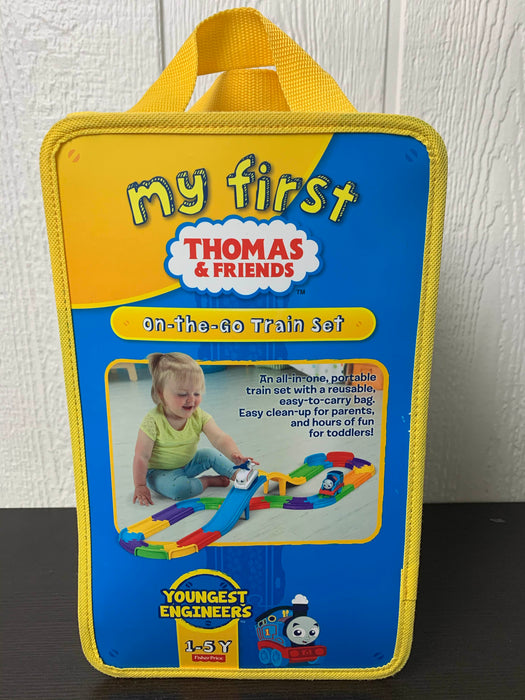 my first
THOMAS
& FRIENDS
TM
on-the-Go Train Set
An all-in-one, portable
train set with a reusable,
easy-to-carry bag.
Easy clean-up for parents,
and hours of fun
for toddlers!
YOUNGEST
ENGINEERS
1-5 Y
Fisher-Price